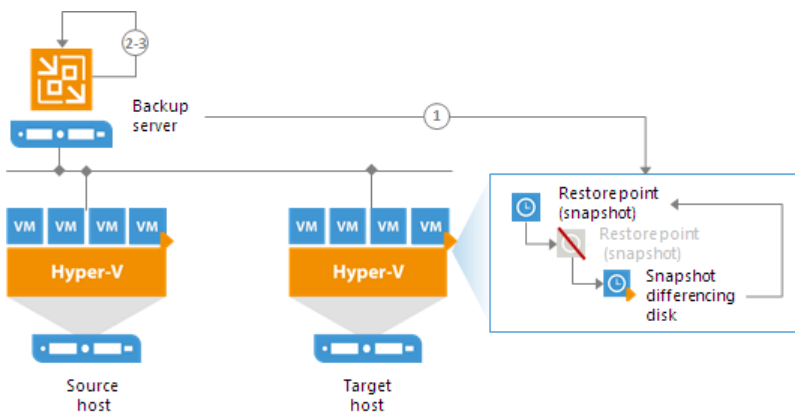 2-3
Backup
server
1
Restore point
(snapshot)
Restore point
(snapshot)
Snapshot
differencing
disk
VM VM VM VM
Hyper-V
VM VM VM VM
Hyper-V
Source
host
Target
host